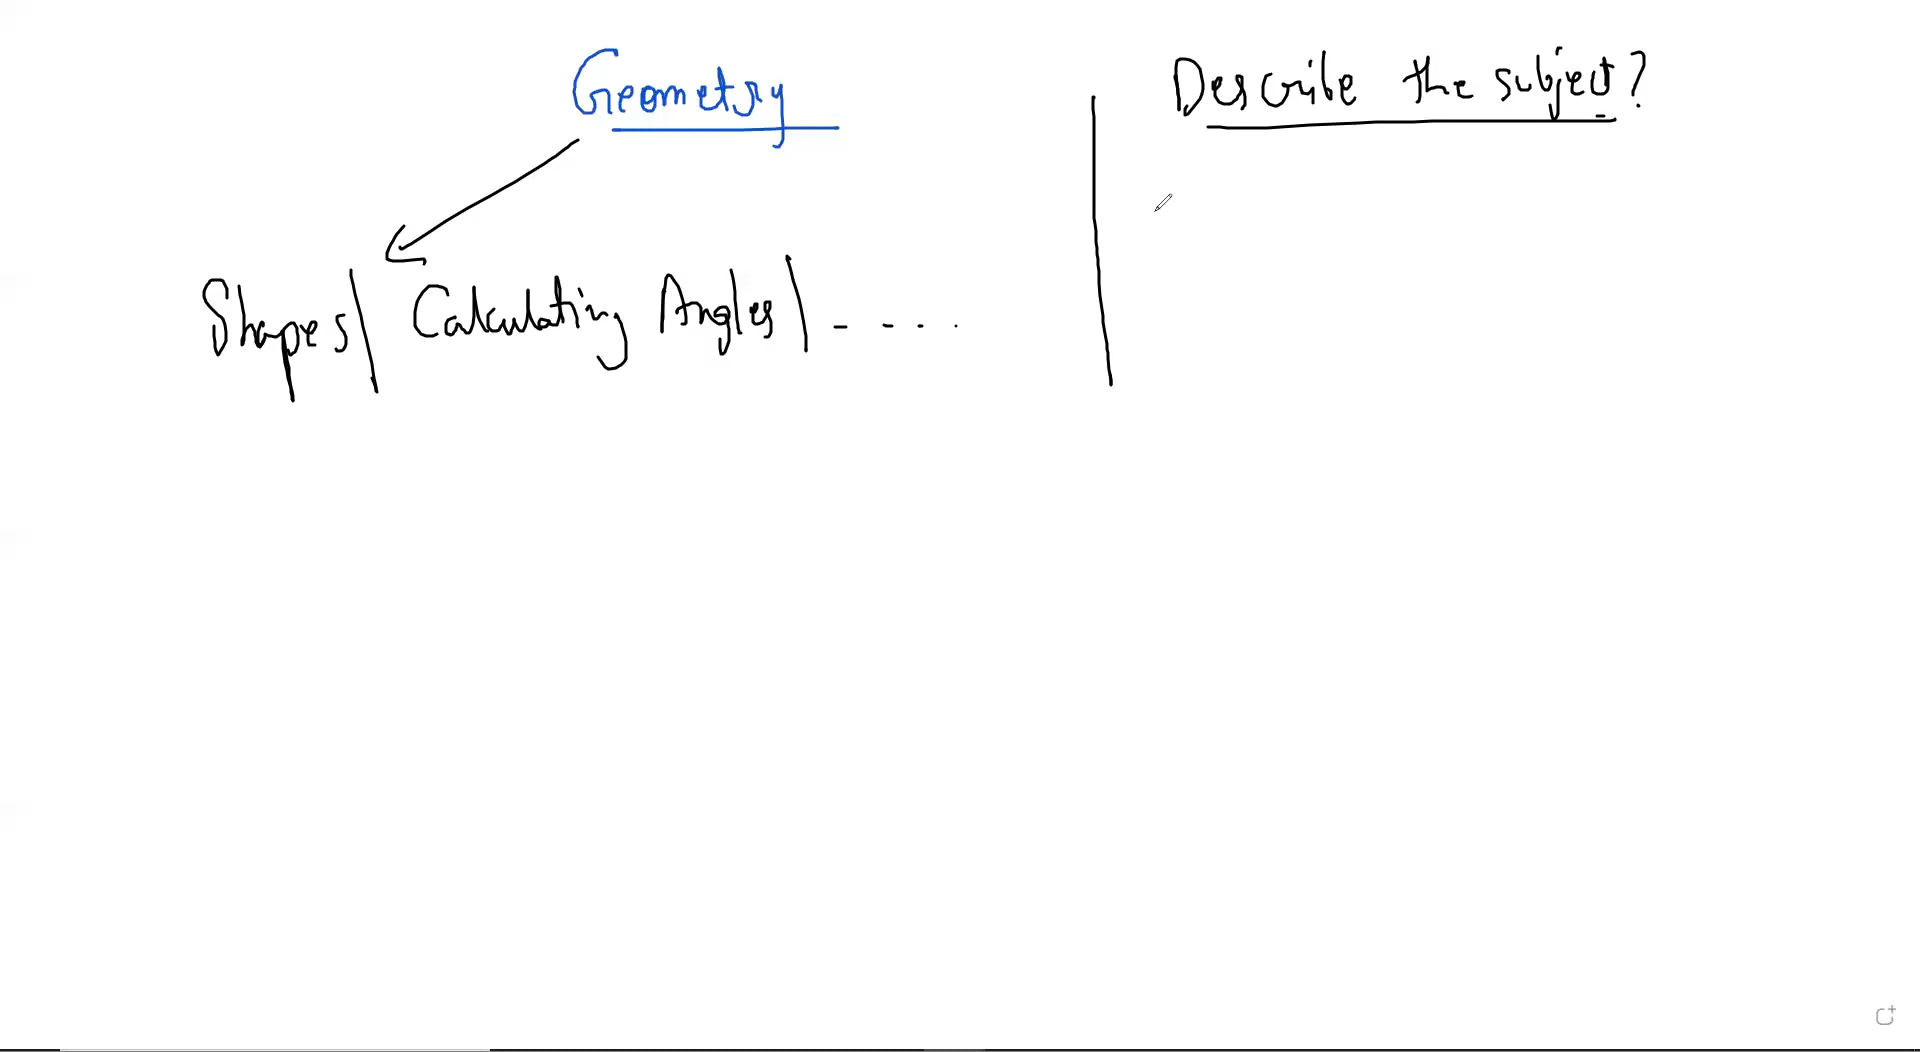 Geometry
Describe the subject?
Shapes | Calculating Angles | - - - .